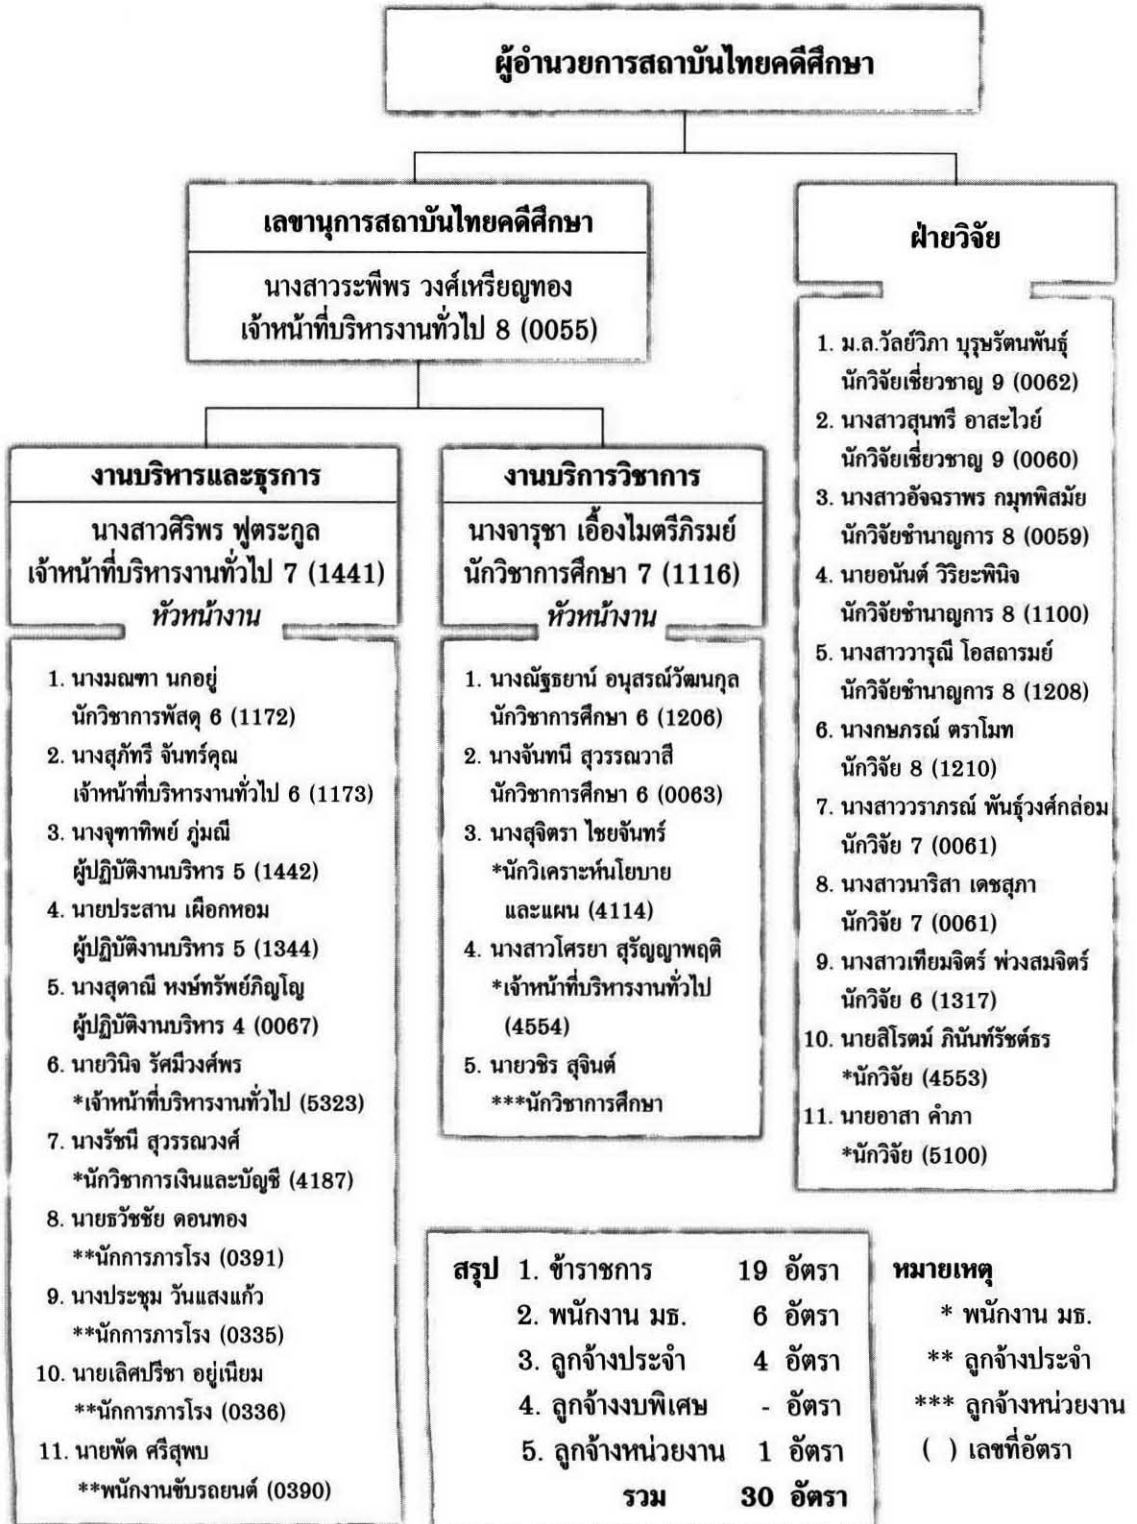 ผู้อำนวยการสถาบันไทยคดีศึกษา
เลขานุการสถาบันไทยคดีศึกษา
นางสาวระพีพร วงศ์เหรียญทอง
เจ้าหน้าที่บริหารงานทั่วไป 8 (0055)
งานบริหารและธุรการ
นางสาวศิริพร ฟูตระกูล
เจ้าหน้าที่บริหารงานทั่วไป 7 (1441)
หัวหน้างาน
1. นางมณฑา นกอยู่
นักวิชาการพัสดุ 6 (1172)
2. นางสุภัทรี จันทร์คุณ
เจ้าหน้าที่บริหารงานทั่วไป 6 (1173)
3. นางจุฑาทิพย์ ภู่มณี
ผู้ปฏิบัติงานบริหาร 5 (1442)
4. นายประสาน เผือกหอม
ผู้ปฏิบัติงานบริหาร 5 (1344)
5. นางสุดาณี หงษ์ทรัพย์ภิญโญ
ผู้ปฏิบัติงานบริหาร 4 (0067)
6. นายวินิจ รัศมีวงศ์พร
*เจ้าหน้าที่บริหารงานทั่วไป (5323)
7. นางรัชนี สุวรรณวงศ์
*นักวิชาการเงินและบัญชี (4187)
8. นายธวัชชัย ดอนทอง
**นักการภารโรง (0391)
9. นางประชุม วันแสงแก้ว
**นักการภารโรง (0335)
10. นายเลิศปรีชา อยู่เนียม
**นักการภารโรง (0336)
11. นายพัด ศรีสุพบ
**พนักงานขับรถยนต์ (0390)
งานบริการวิชาการ
นางจารุชา เอื้องไมตรีภิรมย์
นักวิชาการศึกษา 7 (1116)
หัวหน้างาน
1. นางณัฐธยาน์ อนุสรณ์วัฒนกุล
นักวิชาการศึกษา 6 (1206)
2. นางจันทนี สุวรรณวาสี
นักวิชาการศึกษา 6 (0063)
3. นางสุจิตรา ไชยจันทร์
*นักวิเคราะห์นโยบาย
และแผน (4114)
4. นางสาวโศรยา สุรัญญาพฤติ
*เจ้าหน้าที่บริหารงานทั่วไป
(4554)
5. นายวชิร สุจินต์
***นักวิชาการศึกษา
ฝ่ายวิจัย
1. ม.ล.วัลย์วิภา บุรุษรัตนพันธุ์
นักวิจัยเชี่ยวชาญ 9 (0062)
2. นางสาวสุนทรี อาสะไวย์
นักวิจัยเชี่ยวชาญ 9 (0060)
3. นางสาวอัจฉราพร กมุทพิสมัย
นักวิจัยชำนาญการ 8 (0059)
4. นายอนันต์ วิริยะพินิจ
นักวิจัยชำนาญการ 8 (1100)
5. นางสาววารุณี โอสถารมย์
นักวิจัยชำนาญการ 8 (1208)
6. นางกษภรณ์ ตราโมท
นักวิจัย 8 (1210)
7. นางสาววราภรณ์ พันธุ์วงศ์กล่อม
นักวิจัย 7 (0061)
8. นางสาวนาริสา เดชสุภา
นักวิจัย 7 (0061)
9. นางสาวเทียมจิตร์ พ่วงสมจิตร์
นักวิจัย 6 (1317)
10. นายสิโรตม์ ภินันท์รัชต์ธร
*นักวิจัย (4553)
11. นายอาสา คำภา
*นักวิจัย (5100)
สรุป 1. ข้าราชการ 19 อัตรา
2. พนักงาน มธ. 6 อัตรา
3. ลูกจ้างประจำ 4 อัตรา
4. ลูกจ้างงบพิเศษ - อัตรา
5. ลูกจ้างหน่วยงาน 1 อัตรา
รวม 30 อัตรา
หมายเหตุ
* พนักงาน มธ.
** ลูกจ้างประจำ
*** ลูกจ้างหน่วยงาน
( ) เลขที่อัตรา